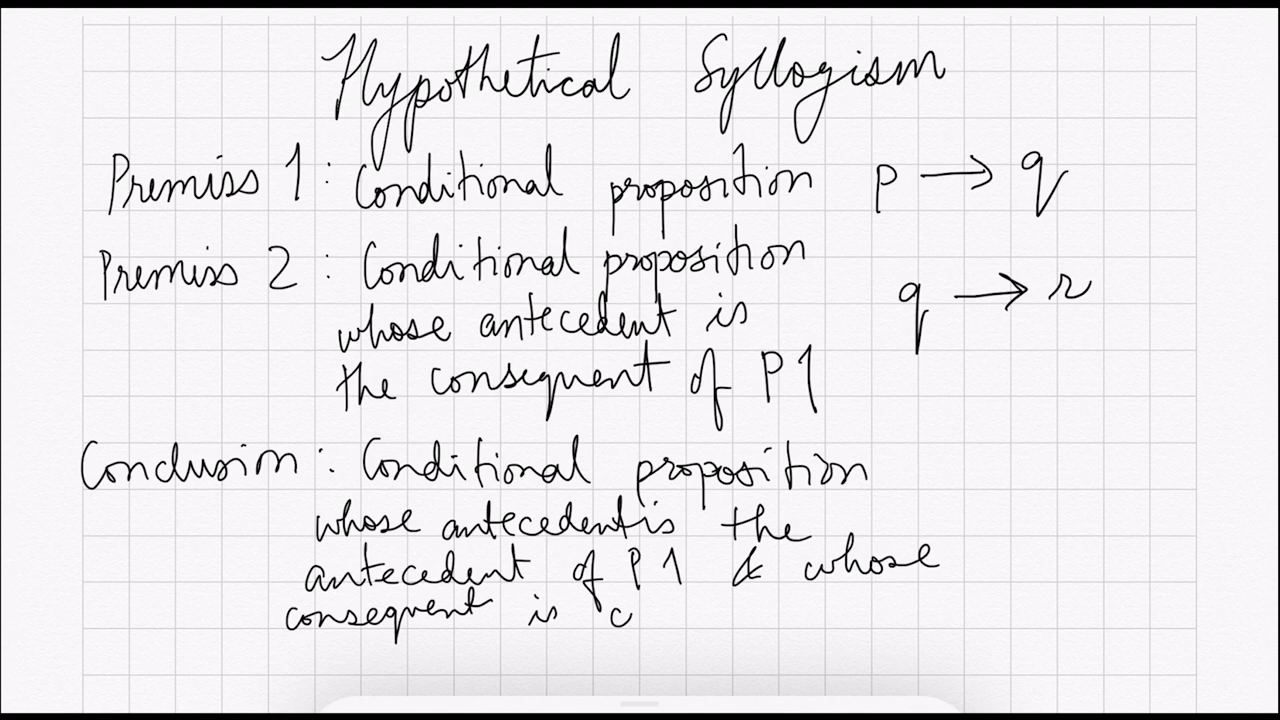 Hypothetical Syllogism
Premiss 1 : Conditional proposition p → q
Premiss 2 : Conditional proposition
whose antecedent is q → r
the consequent of P1
Conclusion : Conditional proposition
whose antecedent is the
antecedent of P1 & whose
consequent is c